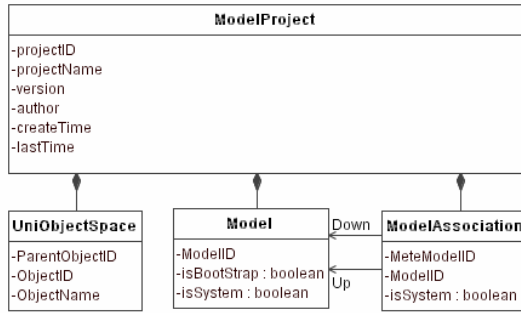 ModelProject
-projectID
-projectName
-version
-author
-createTime
-lastTime
UniObjectSpace
-ParentObjectID
-ObjectID
-ObjectName
Model
-ModelID
-isBootStrap : boolean
-isSystem : boolean
Down
Up
ModelAssociation
-MeteModelID
-ModelID
-isSystem : boolean